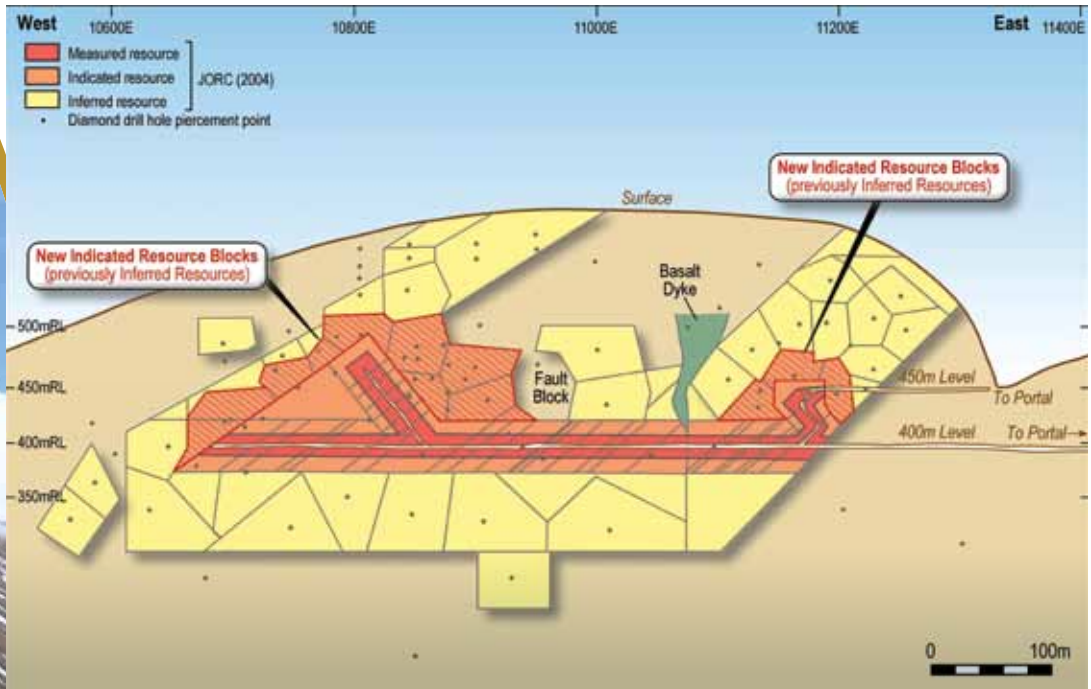 West
10600E
10800E
11000E
11200E
East
11400E
Measured resource
Indicated resource
JORC (2004)
Inferred resource
Diamond drill hole piercement point
New Indicated Resource Blocks
(previously Inferred Resources)
Surface
New Indicated Resource Blocks
(previously Inferred Resources)
Basalt
Dyke
500mRL
Fault
Block
450m Level
450mRL
To Portal
400m Level
To Portal
400mRL
350mRL
0
100m